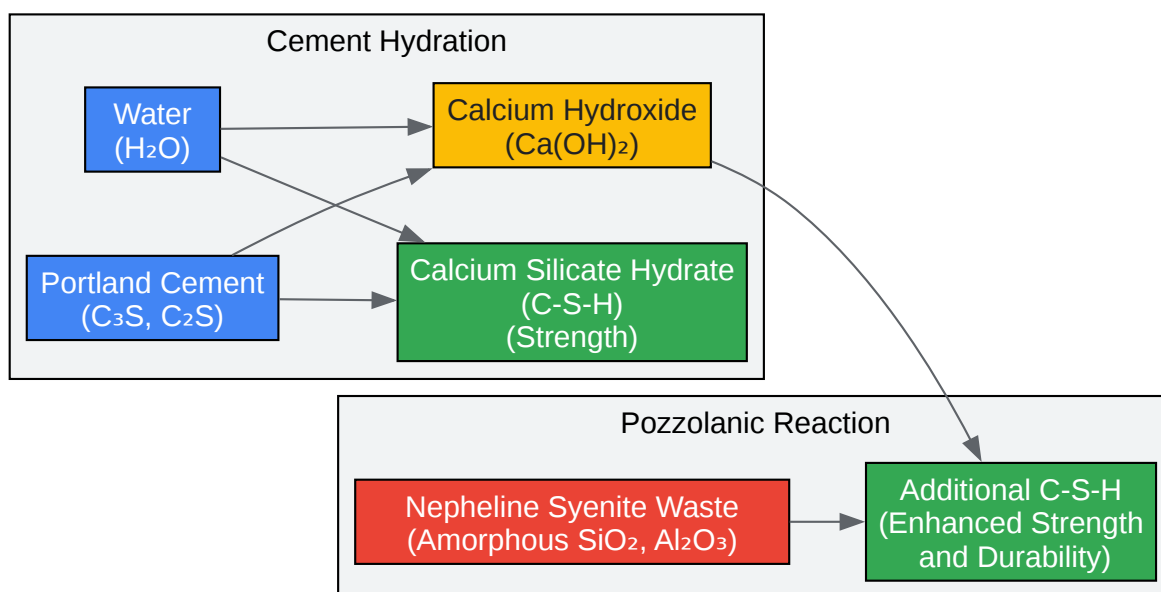 Cement Hydration
Water
(H₂O)
Calcium Hydroxide
(Ca(OH)₂)
Portland Cement
(C₃S, C₂S)
Calcium Silicate Hydrate
(C-S-H)
(Strength)
Pozzolanic Reaction
Nepheline Syenite Waste
(Amorphous SiO₂, Al₂O₃)
Additional C-S-H
(Enhanced Strength
and Durability)